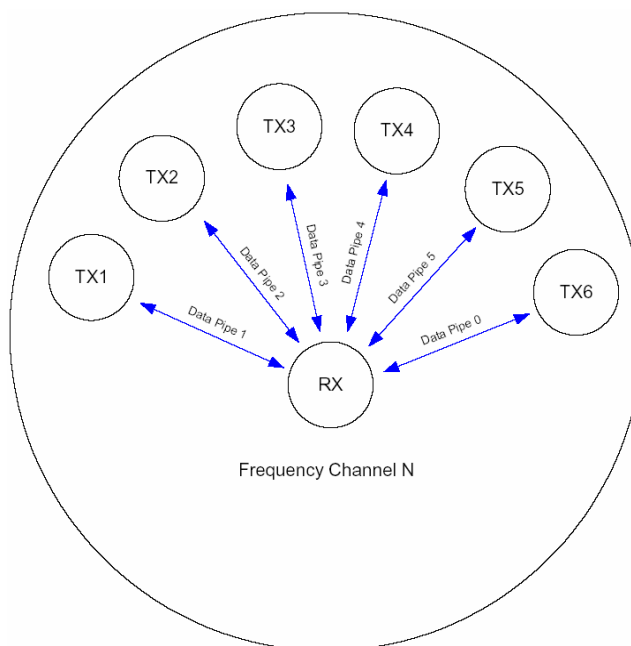 TX3
TX4
TX2
TX5
TX1
TX6
Data Pipe 1
Data Pipe 2
Data Pipe 3
Data Pipe 4
Data Pipe 5
Data Pipe 0
RX
Frequency Channel N